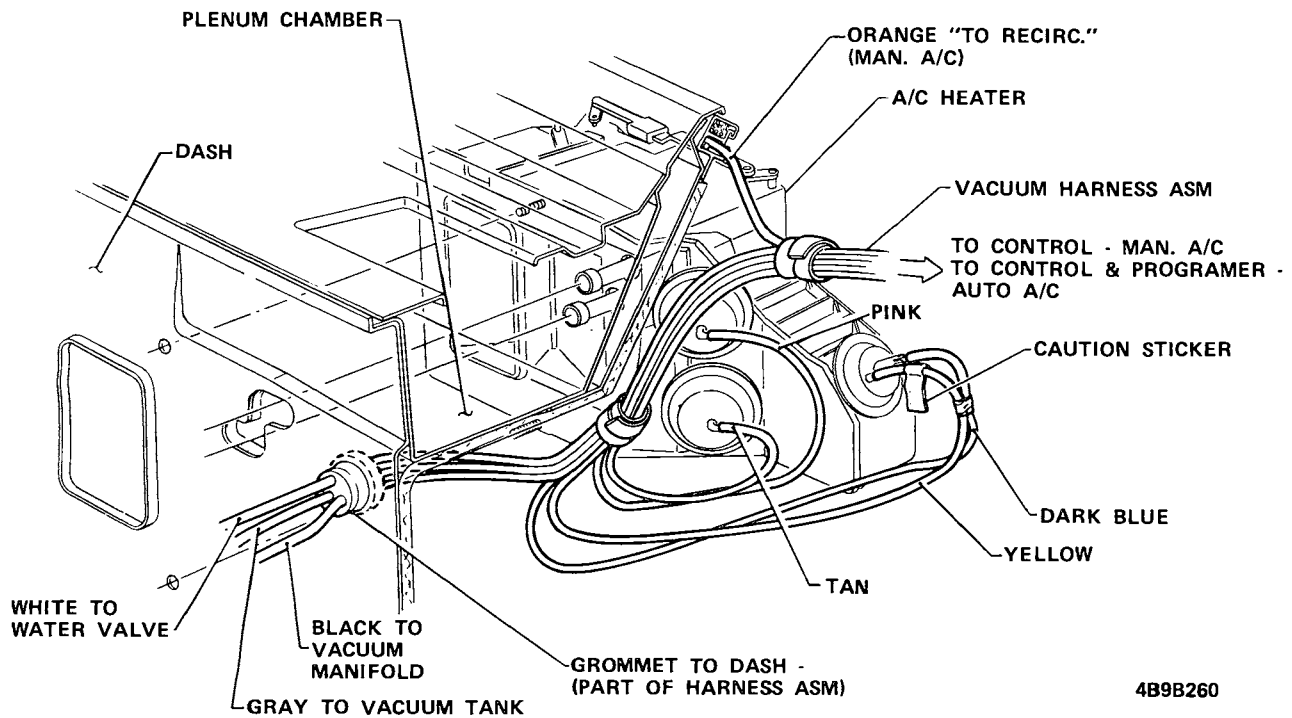 PLENUM CHAMBER
ORANGE "TO RECIRC."
(MAN. A/C)
A/C HEATER
DASH
VACUUM HARNESS ASM
TO CONTROL - MAN. A/C
TO CONTROL & PROGRAMER -
AUTO A/C
PINK
CAUTION STICKER
DARK BLUE
YELLOW
TAN
WHITE TO
WATER VALVE
BLACK TO
VACUUM
MANIFOLD
GROMMET TO DASH -
(PART OF HARNESS ASM)
GRAY TO VACUUM TANK
4B9B260